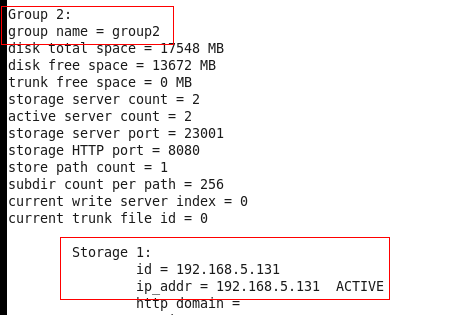 Group 2:
group name = group2
disk total space = 17548 MB
disk free space = 13672 MB
trunk free space = 0 MB
storage server count = 2
active server count = 2
storage server port = 23001
storage HTTP port = 8080
store path count = 1
subdir count per path = 256
current write server index = 0
current trunk file id = 0
Storage 1:
id = 192.168.5.131
ip_addr = 192.168.5.131  ACTIVE
http domain =